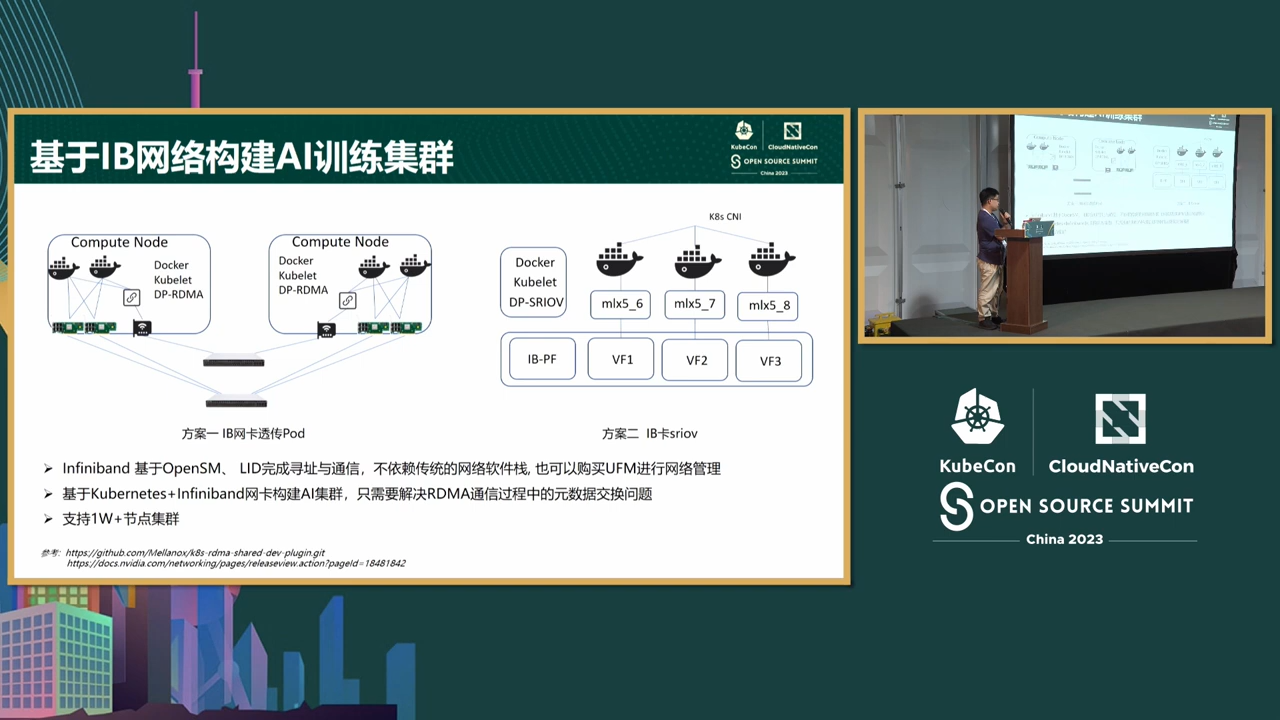 基于IB网络构建AI训练集群
KubeCon
CloudNativeCon
OPEN SOURCE SUMMIT
China 2023
Compute Node
Docker
Kubelet
DP-RDMA
Compute Node
Docker
Kubelet
DP-RDMA
方案一 IB网卡透传Pod
K8s CNI
Docker
Kubelet
DP-SRIOV
mlx5_6
mlx5_7
mlx5_8
IB-PF
VF1
VF2
VF3
方案二 IB卡sriov
➢ Infiniband 基于OpenSM、 LID完成寻址与通信，不依赖传统的网络软件栈, 也可以购买UFM进行网络管理
➢ 基于Kubernetes+Infiniband网卡构建AI集群，只需要解决RDMA通信过程中的元数据交换问题
➢ 支持1W+节点集群
参考: https://github.com/Mellanox/k8s-rdma-shared-dev-plugin.git
https://docs.nvidia.com/networking/pages/releaseview.action?pageId=18481842
KubeCon
CloudNativeCon
OPEN SOURCE SUMMIT
China 2023